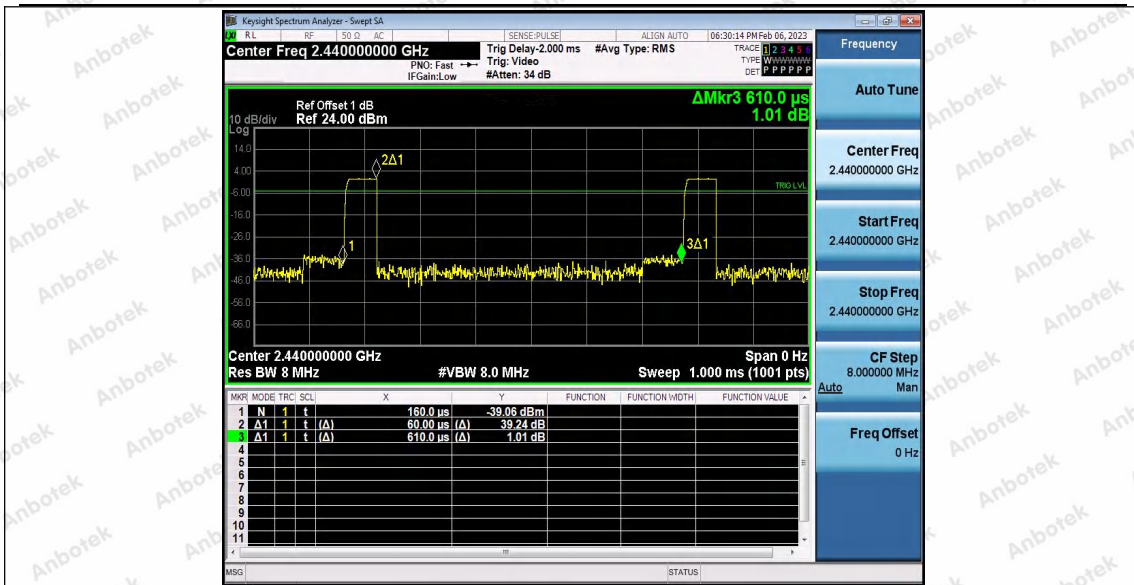 Keysight Spectrum Analyzer - Swept SA
LXI RL RF 50 Ω AC SENSE:PULSE ALIGN AUTO 06:30:14 PM Feb 06, 2023
Center Freq 2.440000000 GHz
PNO: Fast
IFGain:Low
Trig Delay-2.000 ms
Trig: Video
#Atten: 34 dB
#Avg Type: RMS
TRACE 1 2 3 4 5 6
TYPE WWWWWW
DET P P P P P P
ΔMkr3 610.0 µs
1.01 dB
Ref Offset 1 dB
10 dB/div Ref 24.00 dBm
Log
14.0
4.00
-6.00
-16.0
-26.0
-36.0
-46.0
-56.0
-66.0
2Δ1
TRIG LVL
1
3Δ1
Center 2.440000000 GHz Span 0 Hz
Res BW 8 MHz #VBW 8.0 MHz Sweep 1.000 ms (1001 pts)
MKR MODE TRC SCL X Y FUNCTION FUNCTION WIDTH FUNCTION VALUE
1 N 1 t 160.0 µs -39.06 dBm
2 Δ1 1 t (Δ) 60.00 µs (Δ) 39.24 dB
3 Δ1 1 t (Δ) 610.0 µs (Δ) 1.01 dB
4
5
6
7
8
9
10
11
MSG STATUS
Frequency
Auto Tune
Center Freq
2.440000000 GHz
Start Freq
2.440000000 GHz
Stop Freq
2.440000000 GHz
CF Step
8.000000 MHz
Auto Man
Freq Offset
0 Hz
Anbotek